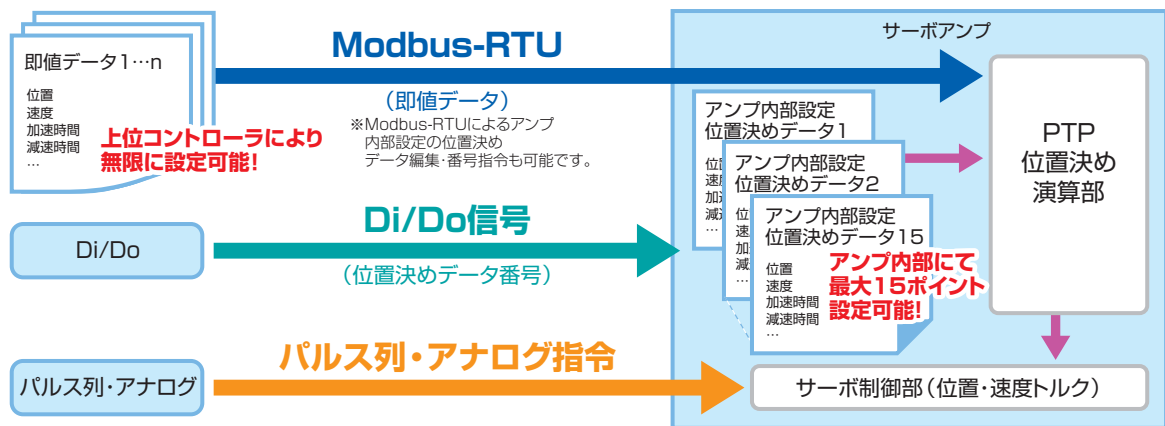 サーボアンプ
Modbus-RTU
(即値データ)
※Modbus-RTUによるアンプ
内部設定の位置決め
データ編集・番号指令も可能です。
即値データ1…n
位置
速度
加速時間
減速時間
…
上位コントローラにより
無限に設定可能!
アンプ内部設定
位置決めデータ1
位置
速度
加
減
…
アンプ内部設定
位置決めデータ2
位
速
加
減
…
アンプ内部設定
位置決めデータ15
位置
速度
加速時間
減速時間
…
アンプ内部にて
最大15ポイント
設定可能!
PTP
位置決め
演算部
Di/Do
Di/Do信号
(位置決めデータ番号)
パルス列・アナログ
パルス列・アナログ指令
サーボ制御部(位置・速度トルク)